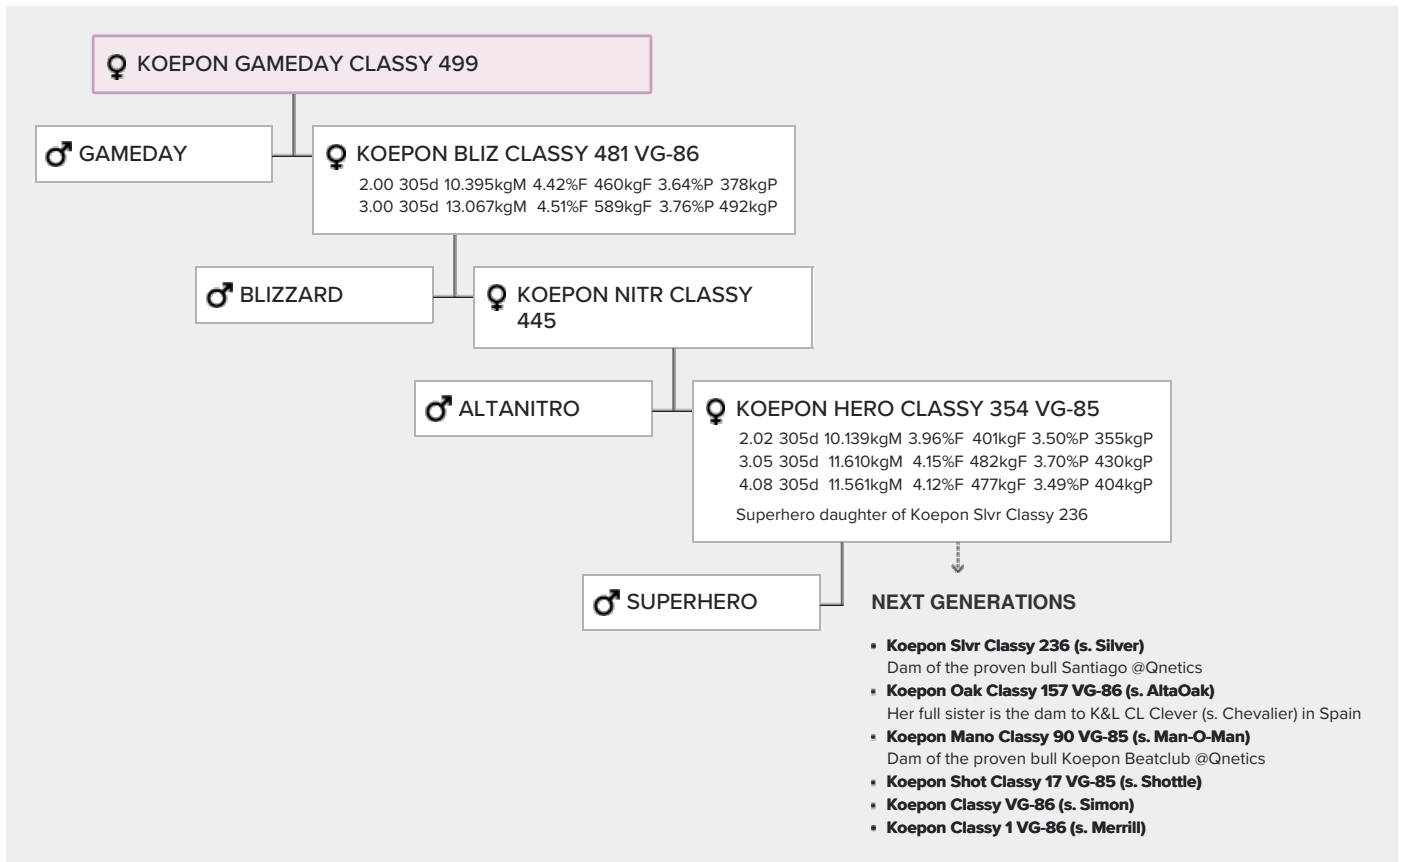 KOEPON GAMEDAY CLASSY 499
GAMEDAY
KOEPON BLIZ CLASSY 481 VG-86
2.00 305d 10.395kgM 4.42%F 460kgF 3.64%P 378kgP
3.00 305d 13.067kgM 4.51%F 589kgF 3.76%P 492kgP
BLIZZARD
KOEPON NITR CLASSY
445
ALTANITRO
KOEPON HERO CLASSY 354 VG-85
2.02 305d 10.139kgM 3.96%F 401kgF 3.50%P 355kgP
3.05 305d 11.610kgM 4.15%F 482kgF 3.70%P 430kgP
4.08 305d 11.561kgM 4.12%F 477kgF 3.49%P 404kgP
Superhero daughter of Koepon Slvr Classy 236
SUPERHERO
NEXT GENERATIONS
• Koepon Slvr Classy 236 (s. Silver)
Dam of the proven bull Santiago @Qnetics
• Koepon Oak Classy 157 VG-86 (s. AltaOak)
Her full sister is the dam to K&L CL Clever (s. Chevalier) in Spain
• Koepon Mano Classy 90 VG-85 (s. Man-O-Man)
Dam of the proven bull Koepon Beatclub @Qnetics
• Koepon Shot Classy 17 VG-85 (s. Shottle)
• Koepon Classy VG-86 (s. Simon)
• Koepon Classy 1 VG-86 (s. Merrill)